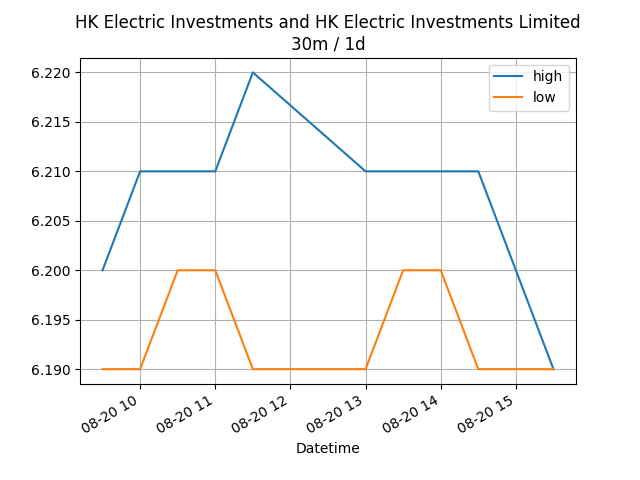 HK Electric Investments and HK Electric Investments Limited
30m / 1d
high
low
6.220
6.215
6.210
6.205
6.200
6.195
6.190
08-20 10
08-20 11
08-20 12
08-20 13
08-20 14
08-20 15
Datetime